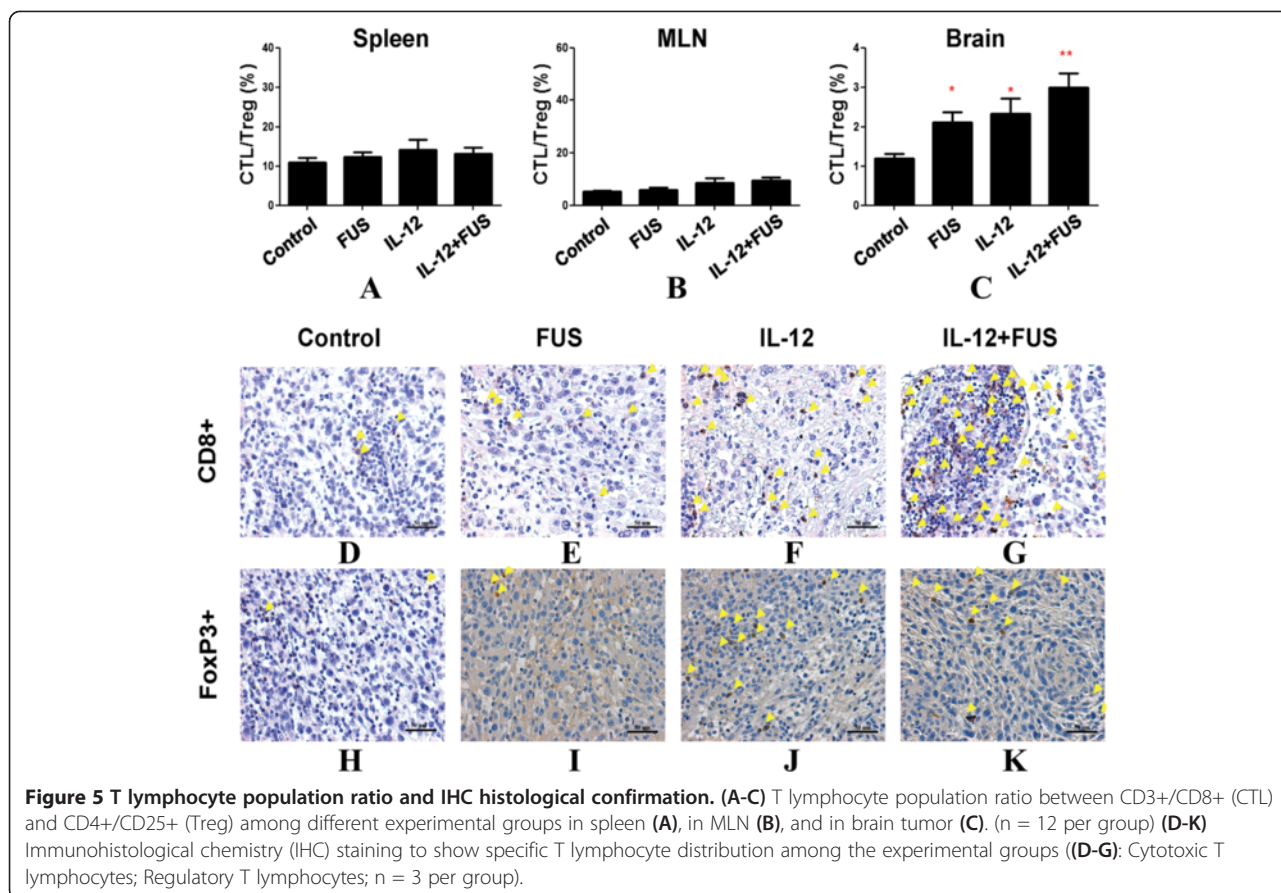 Spleen
MLN
Brain
CTL/Treg (%)
40
30
20
10
0
Control
FUS
IL-12
IL-12+FUS
A
CTL/Treg (%)
60
40
20
0
Control
FUS
IL-12
IL-12+FUS
B
CTL/Treg (%)
4
3
2
1
0
*
*
**
Control
FUS
IL-12
IL-12+FUS
C
Control
FUS
IL-12
IL-12+FUS
CD8+
D
E
F
G
FoxP3+
H
I
J
K
Figure 5 T lymphocyte population ratio and IHC histological confirmation. (A-C) T lymphocyte population ratio between CD3+/CD8+ (CTL)
and CD4+/CD25+ (Treg) among different experimental groups in spleen (A), in MLN (B), and in brain tumor (C). (n = 12 per group) (D-K)
Immunohistological chemistry (IHC) staining to show specific T lymphocyte distribution among the experimental groups ((D-G): Cytotoxic T
lymphocytes; Regulatory T lymphocytes; n = 3 per group).